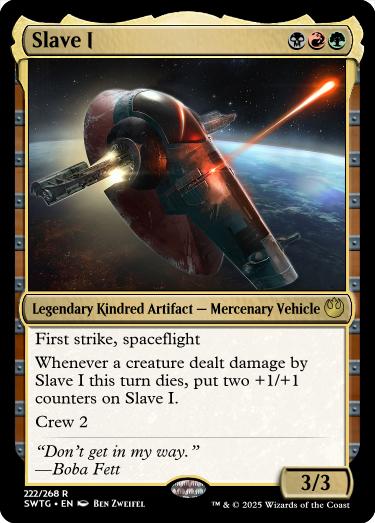 Slave I
Legendary Kindred Artifact — Mercenary Vehicle
First strike, spaceflight
Whenever a creature dealt damage by
Slave I this turn dies, put two +1/+1
counters on Slave I.
Crew 2
“Don’t get in my way.”
—Boba Fett
3/3
222/268 R
SWTG • EN Ben Zweifel
™ & © 2025 Wizards of the Coast